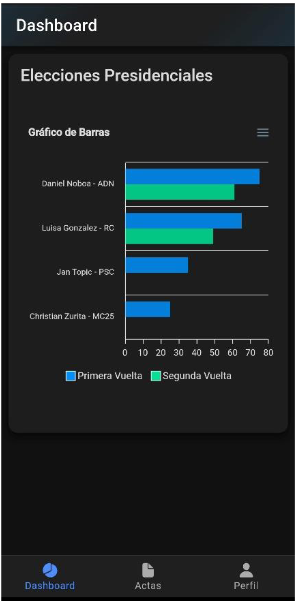 Dashboard
Elecciones Presidenciales
Gráfico de Barras
Daniel Noboa - ADN
Luisa Gonzalez - RC
Jan Topic - PSC
Christian Zurita - MC25
0 10 20 30 40 50 60 70 80
Primera Vuelta Segunda Vuelta
Dashboard Actas Perfil